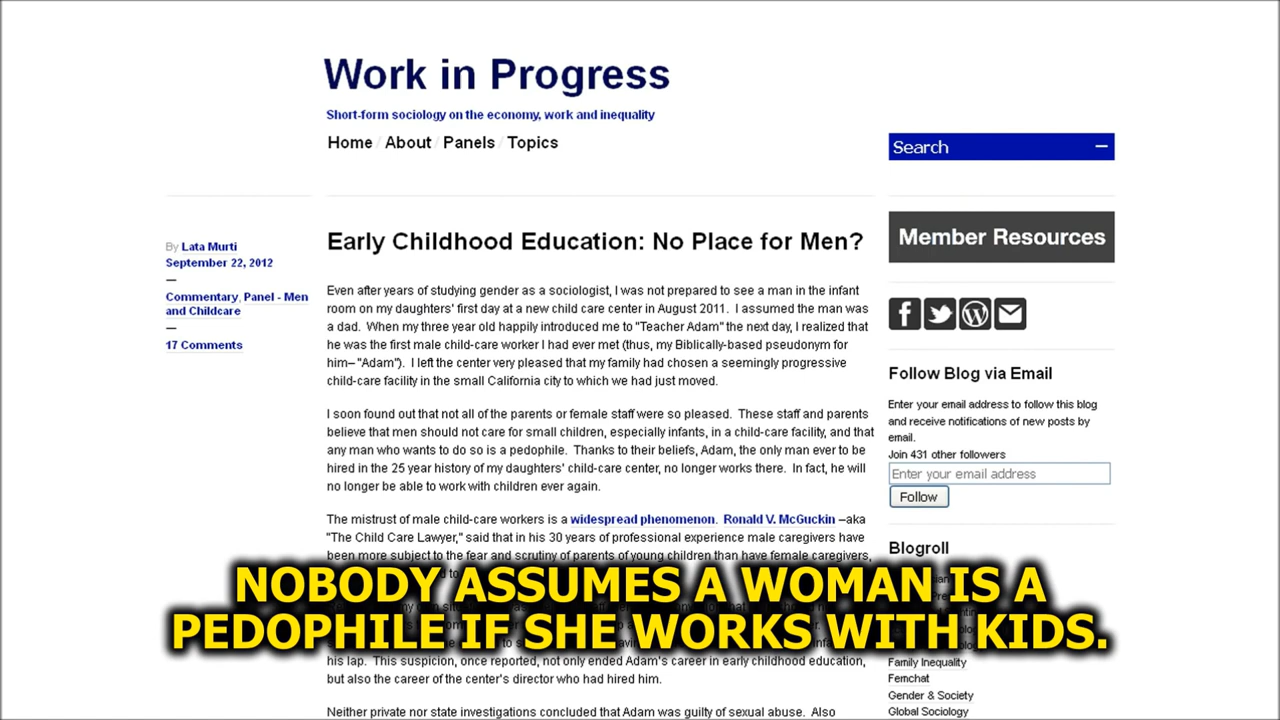 Work in Progress
Short-form sociology on the economy, work and inequality
Home / About / Panels / Topics
Search
Member Resources
By Lata Murti
September 22, 2012
—
Commentary, Panel - Men
and Childcare
—
17 Comments
Early Childhood Education: No Place for Men?
Even after years of studying gender as a sociologist, I was not prepared to see a man in the infant
room on my daughters' first day at a new child care center in August 2011.  I assumed the man was
a dad.  When my three year old happily introduced me to "Teacher Adam" the next day, I realized that
he was the first male child-care worker I had ever met (thus, my Biblically-based pseudonym for
him– "Adam").  I left the center very pleased that my family had chosen a seemingly progressive
child-care facility in the small California city to which we had just moved.
I soon found out that not all of the parents or female staff were so pleased.  These staff and parents
believe that men should not care for small children, especially infants, in a child-care facility, and that
any man who wants to do so is a pedophile.  Thanks to their beliefs, Adam, the only man ever to be
hired in the 25 year history of my daughters' child-care center, no longer works there.  In fact, he will
no longer be able to work with children ever again.
The mistrust of male child-care workers is a widespread phenomenon.  Ronald V. McGuckin –aka
"The Child Care Lawyer," said that in his 30 years of professional experience male caregivers have
been more subject to the fear and scrutiny of parents of young children than have female caregivers,
his lap.  This suspicion, once reported, not only ended Adam's career in early childhood education,
but also the career of the center's director who had hired him.
Neither private nor state investigations concluded that Adam was guilty of sexual abuse.  Also
Follow Blog via Email
Enter your email address to follow this blog
and receive notifications of new posts by
email.
Join 431 other followers
Enter your email address
Follow
Blogroll
Family Inequality
Femchat
Gender & Society
Global Sociology
NOBODY ASSUMES A WOMAN IS A
PEDOPHILE IF SHE WORKS WITH KIDS.